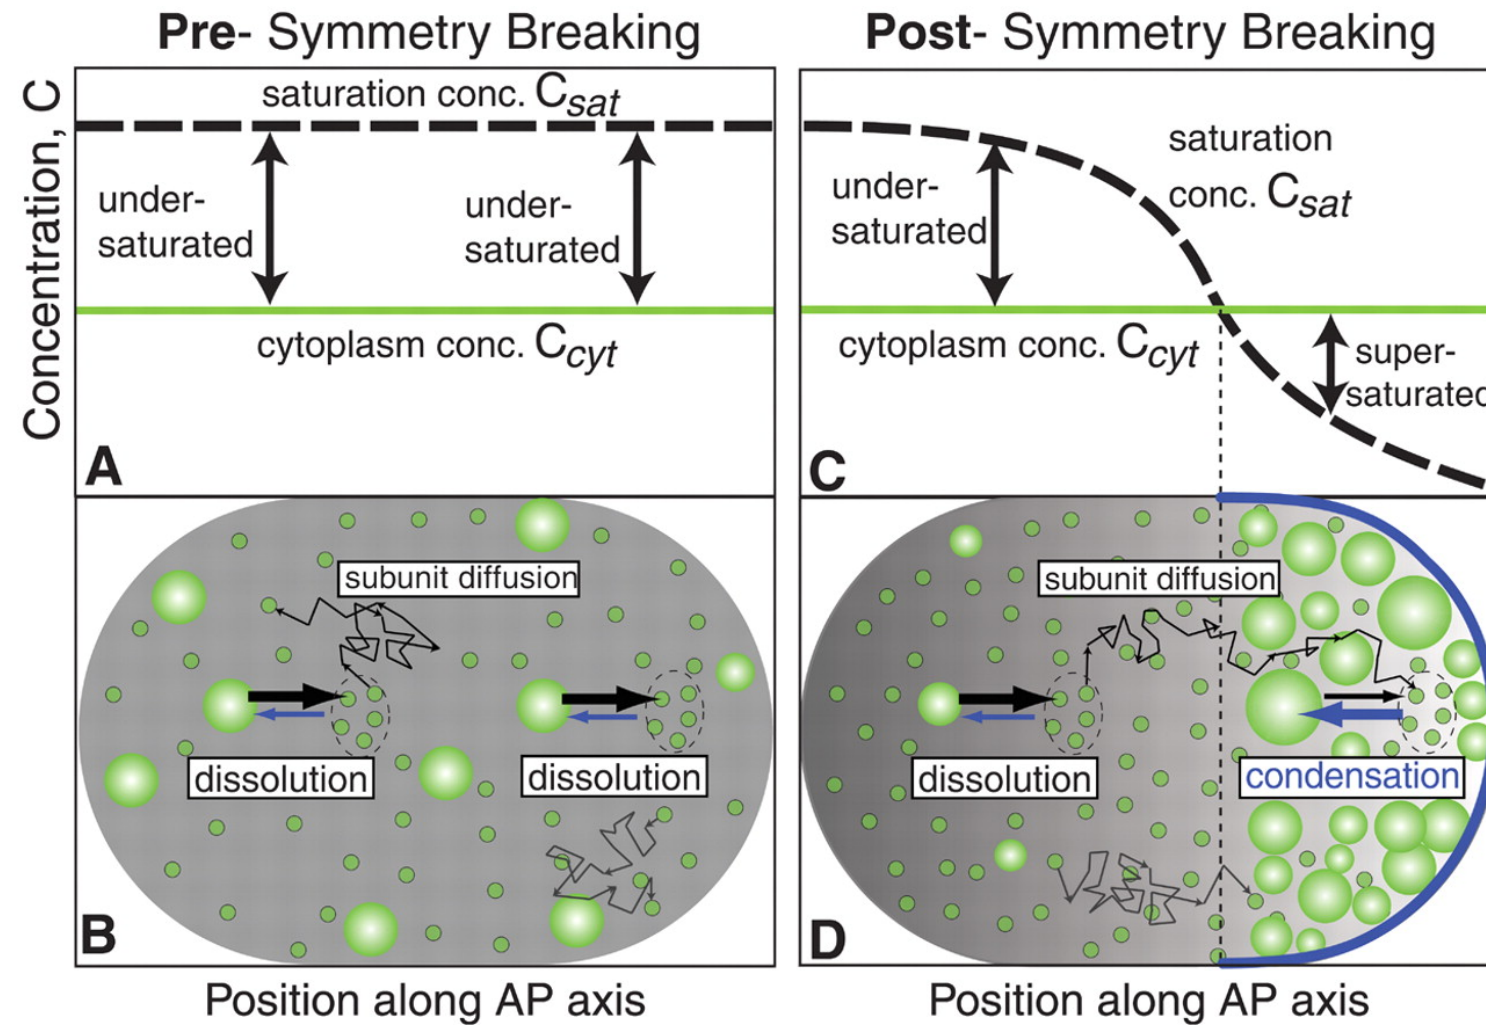 Pre- Symmetry Breaking
Post- Symmetry Breaking
Concentration, C
saturation conc. Csat
under-
saturated
under-
saturated
cytoplasm conc. Ccyt
A
saturation
conc. Csat
under-
saturated
cytoplasm conc. Ccyt
super-
saturated
C
subunit diffusion
dissolution
dissolution
B
subunit diffusion
dissolution
condensation
D
Position along AP axis
Position along AP axis